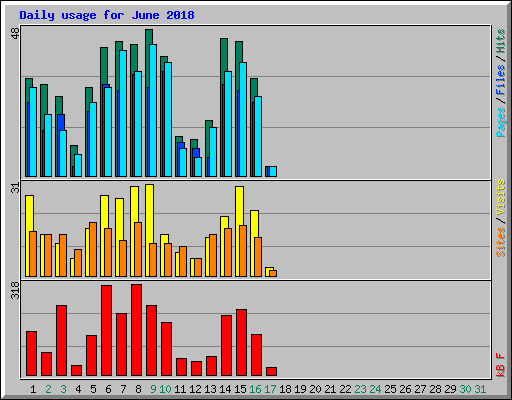 Daily usage for June 2018
48
Pages / Files / Hits
31
Sites / Visits
318
kB F
1 2 3 4 5 6 7 8 9 10 11 12 13 14 15 16 17 18 19 20 21 22 23 24 25 26 27 28 29 30 31